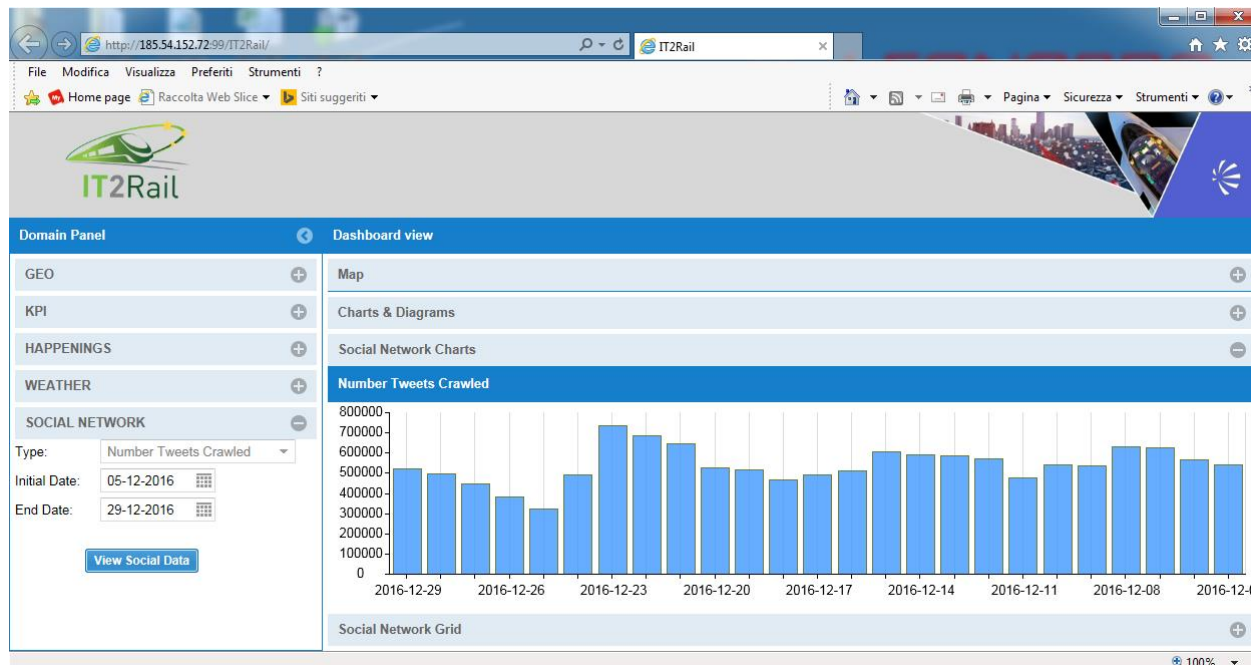 http://185.54.152.72:99/IT2Rail/
IT2Rail
File Modifica Visualizza Preferiti Strumenti ?
Home page Raccolta Web Slice Siti suggeriti
Pagina Sicurezza Strumenti
IT2Rail
Domain Panel
GEO
KPI
HAPPENINGS
WEATHER
SOCIAL NETWORK
Type: Number Tweets Crawled
Initial Date: 05-12-2016
End Date: 29-12-2016
View Social Data
Dashboard view
Map
Charts & Diagrams
Social Network Charts
Number Tweets Crawled
800000
700000
600000
500000
400000
300000
200000
100000
0
2016-12-29 2016-12-26 2016-12-23 2016-12-20 2016-12-17 2016-12-14 2016-12-11 2016-12-08 2016-12-
Social Network Grid
100%